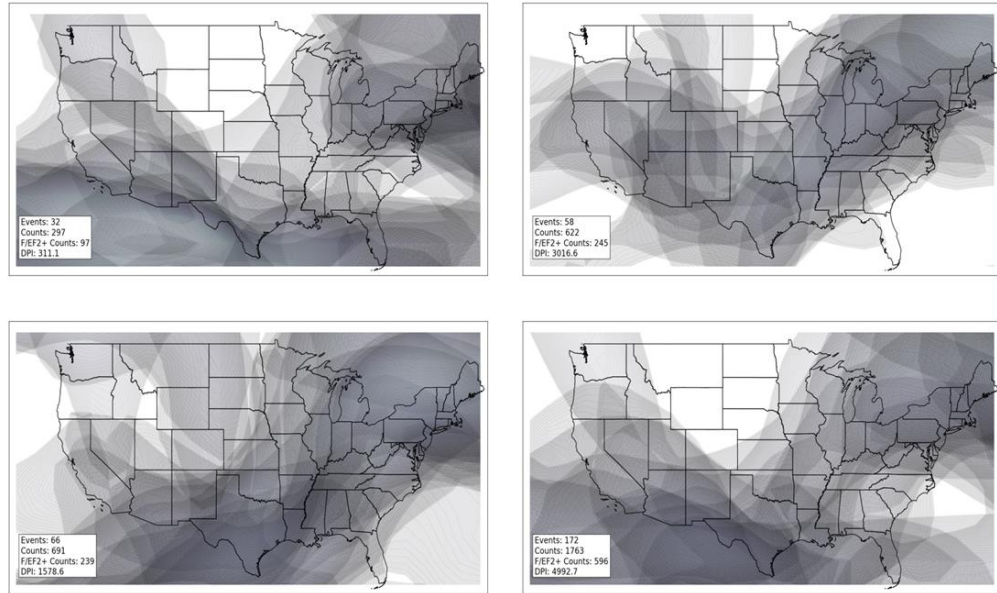 Events: 32
Counts: 297
F/EF2+ Counts: 97
DPI: 311.1
Events: 58
Counts: 622
F/EF2+ Counts: 245
DPI: 3016.6
Events: 66
Counts: 691
F/EF2+ Counts: 239
DPI: 1578.6
Events: 172
Counts: 1763
F/EF2+ Counts: 596
DPI: 4992.7